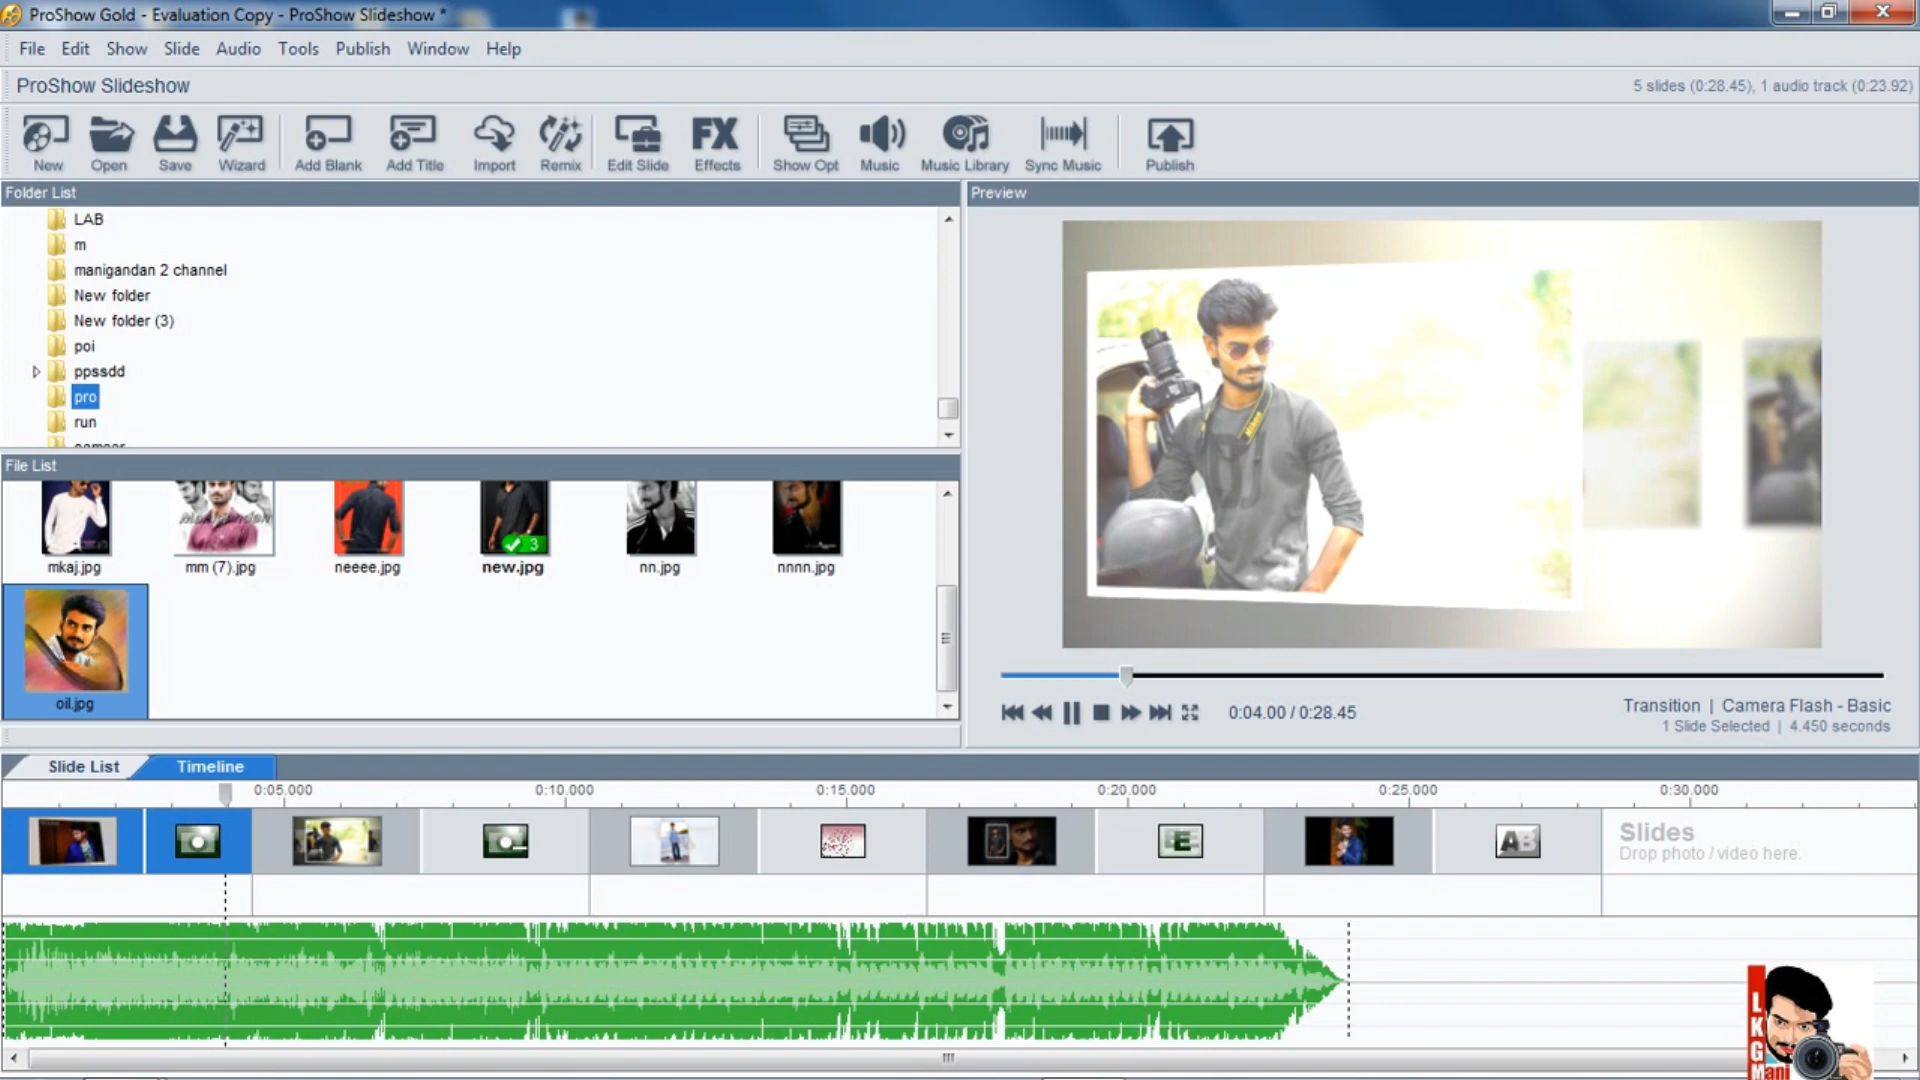 ProShow Gold - Evaluation Copy - ProShow Slideshow *
File Edit Show Slide Audio Tools Publish Window Help
ProShow Slideshow
5 slides (0:28.45), 1 audio track (0:23.92)
New Open Save Wizard Add Blank Add Title Import Remix Edit Slide FX Effects Show Opt Music Music Library Sync Music Publish
Folder List
LAB
m
manigandan 2 channel
New folder
New folder (3)
poi
ppssdd
pro
run
Preview
File List
3
mkaj.jpg mm (7).jpg neeee.jpg new.jpg nn.jpg nnnn.jpg
oil.jpg
0:04.00 / 0:28.45
Transition | Camera Flash - Basic
1 Slide Selected | 4.450 seconds
Slide List Timeline
0:05.000 0:10.000 0:15.000 0:20.000 0:25.000 0:30.000
E
AB
Slides
Drop photo / video here.
LKG
Mani